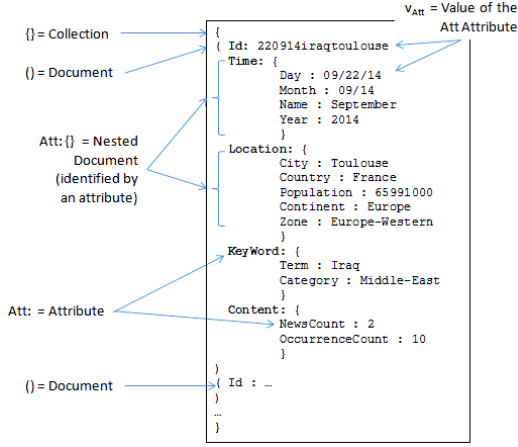 v_Att = Value of the
Att Attribute
{} = Collection
() = Document
Att:{} = Nested
Document
(identified by
an attribute)
Att: = Attribute
() = Document
{
( Id: 220914iraqtoulouse
Time: {
Day : 09/22/14
Month : 09/14
Name : September
Year : 2014
}
Location: {
City : Toulouse
Country : France
Population : 65991000
Continent : Europe
Zone : Europe-Western
}
KeyWord: {
Term : Iraq
Category : Middle-East
}
Content: {
NewsCount : 2
OccurrenceCount : 10
}
)
( Id : …
)
…
}